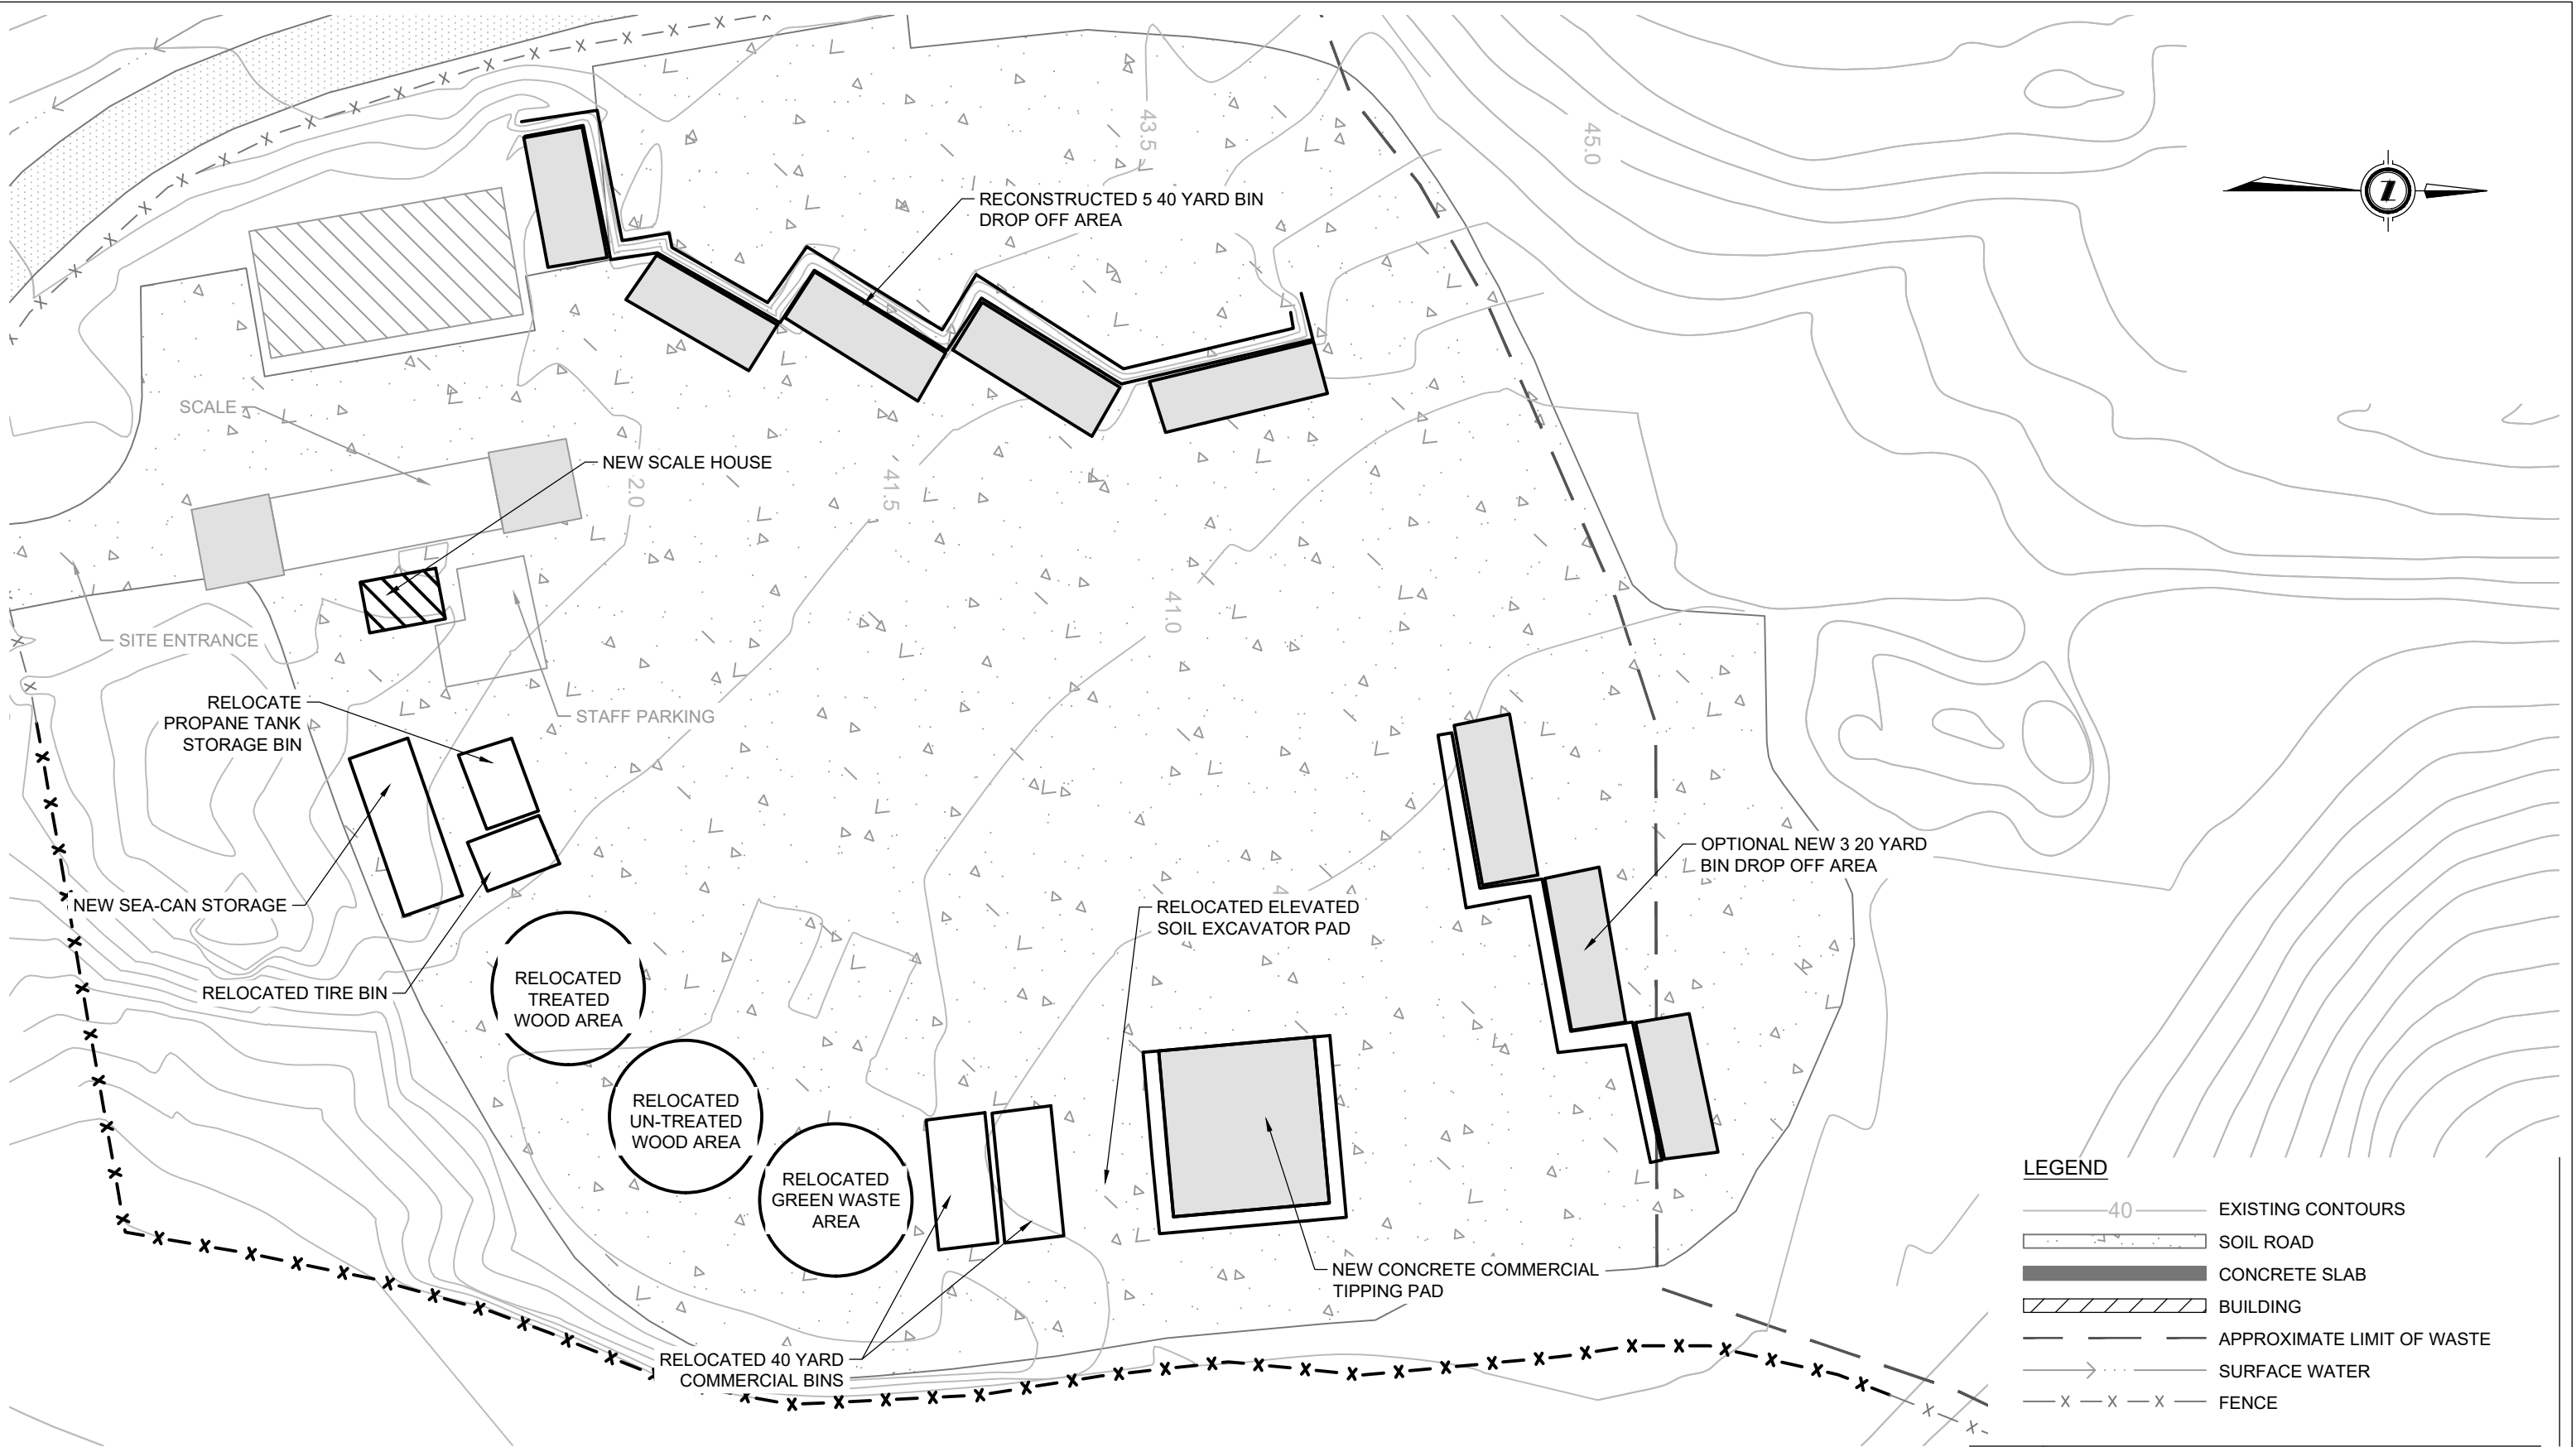 43.5
45.0
RECONSTRUCTED 5 40 YARD BIN
DROP OFF AREA
SCALE
NEW SCALE HOUSE
2.0
41.5
41.0
SITE ENTRANCE
RELOCATE
PROPANE TANK
STORAGE BIN
STAFF PARKING
OPTIONAL NEW 3 20 YARD
BIN DROP OFF AREA
4
NEW SEA-CAN STORAGE
RELOCATED ELEVATED
SOIL EXCAVATOR PAD
RELOCATED TIRE BIN
RELOCATED
TREATED
WOOD AREA
RELOCATED
UN-TREATED
WOOD AREA
RELOCATED
GREEN WASTE
AREA
NEW CONCRETE COMMERCIAL
TIPPING PAD
RELOCATED 40 YARD
COMMERCIAL BINS
Z
LEGEND
40
EXISTING CONTOURS
SOIL ROAD
CONCRETE SLAB
BUILDING
APPROXIMATE LIMIT OF WASTE
SURFACE WATER
FENCE